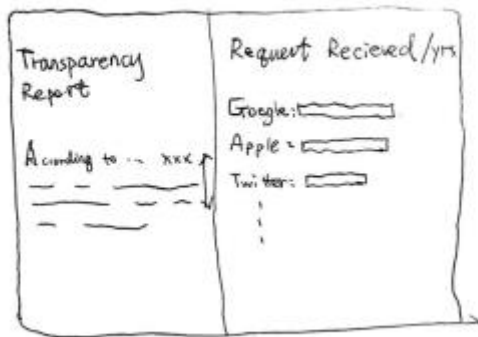 Transparency
Report
According to ... xxx
Request Recieved/yrs
Google:
Apple:
Twitter: